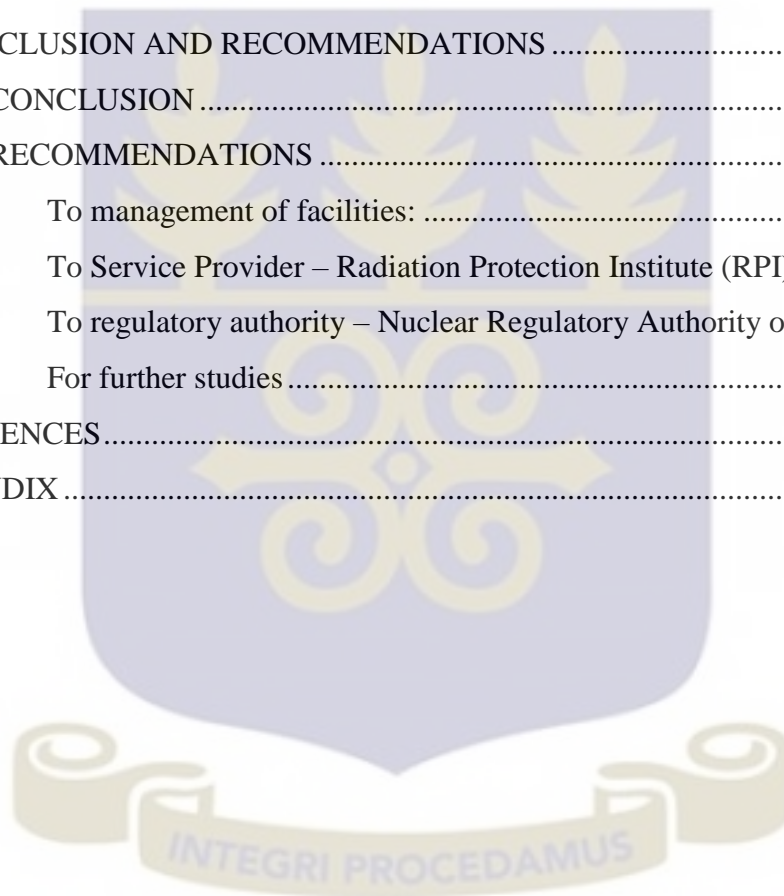 CLUSION AND RECOMMENDATIONS ....................
CONCLUSION ....................
RECOMMENDATIONS ....................
To management of facilities: ....................
To Service Provider – Radiation Protection Institute (RPI)
To regulatory authority – Nuclear Regulatory Authority o
For further studies ....................
ENCES ....................
DIX ....................
INTEGRI PROCEDAMUS